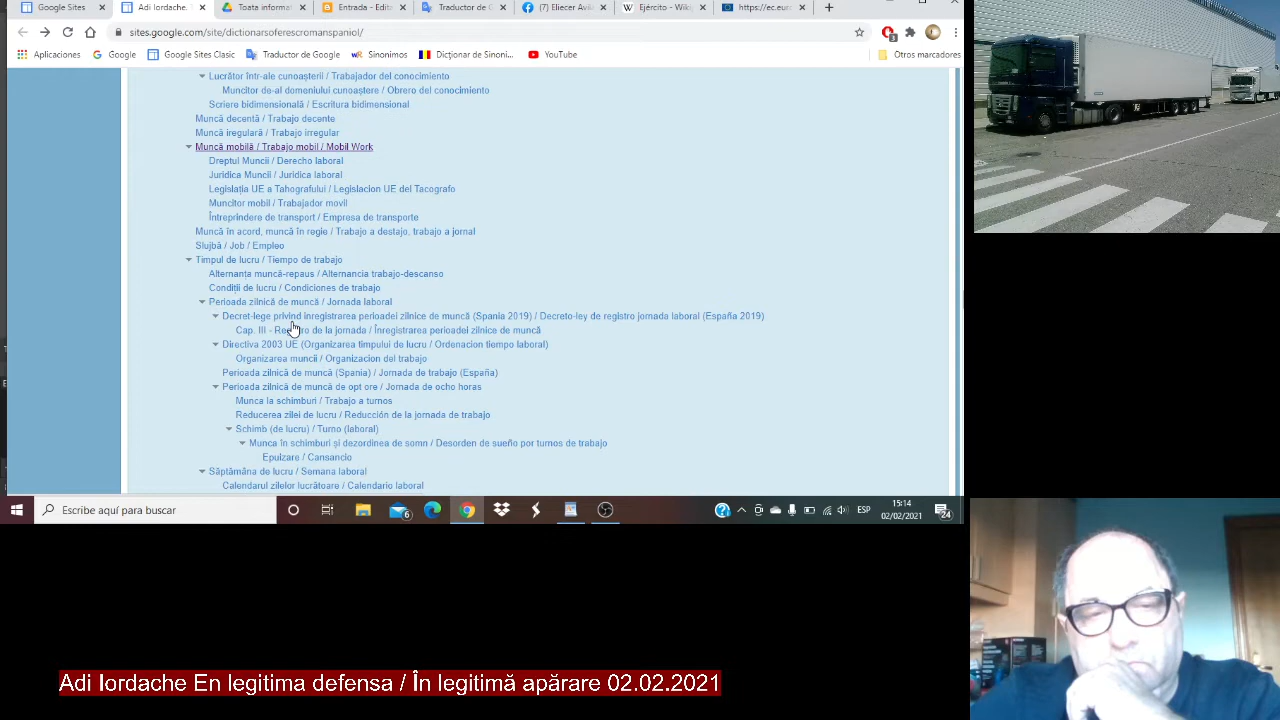 Google Sites
Adi Iordache.
Toata informat
Entrada - Edita
Traductor de G
(7) Eliecer Avil
Ejército - Wikip
https://ec.euro
sites.google.com/site/dictionarsoferescromanspaniol/
Aplicaciones
Google Sites
Google Sites Clasic
Traductor de Google
Sinonimos
Dicționar de Sinoni...
YouTube
Otros marcadores
Lucrător într-ale cunoașterii / Trabajador del conocimiento
Muncitor de-al domeniului cunoaștere / Obrero del conocimiento
Scriere bidimensională / Escritura bidimensional
Muncă decentă / Trabajo decente
Muncă iregulară / Trabajo irregular
Muncă mobilă / Trabajo mobil / Mobil Work
Dreptul Muncii / Derecho laboral
Juridica Muncii / Juridica laboral
Legislația UE a Tahografului / Legislacion UE del Tacografo
Muncitor mobil / Trabajador movil
Întreprindere de transport / Empresa de transporte
Muncă în acord, muncă in regie / Trabajo a destajo, trabajo a jornal
Slujbă / Job / Empleo
Timpul de lucru / Tiempo de trabajo
Alternanța muncă-repaus / Alternancia trabajo-descanso
Condiții de lucru / Condiciones de trabajo
Perioada zilnică de muncă / Jornada laboral
Decret-lege privind inregistrarea perioadei zilnice de muncă (Spania 2019) / Decreto-ley de registro jornada laboral (España 2019)
Cap. III - Registro de la jornada / Înregistrarea perioadei zilnice de muncă
Directiva 2003 UE (Organizarea timpului de lucru / Ordenacion tiempo laboral)
Organizarea muncii / Organizacion del trabajo
Perioada zilnică de muncă (Spania) / Jornada de trabajo (España)
Perioada zilnică de muncă de opt ore / Jornada de ocho horas
Munca la schimburi / Trabajo a turnos
Reducerea zilei de lucru / Reducción de la jornada de trabajo
Schimb (de lucru) / Turno (laboral)
Munca în schimburi și dezordinea de somn / Desorden de sueño por turnos de trabajo
Epuizare / Cansancio
Săptămâna de lucru / Semana laboral
Calendarul zilelor lucrătoare / Calendario laboral
Escribe aquí para buscar
6
ESP
15:14
02/02/2021
24
Adi Iordache En legitima defensa / În legitimă apărare 02.02.2021